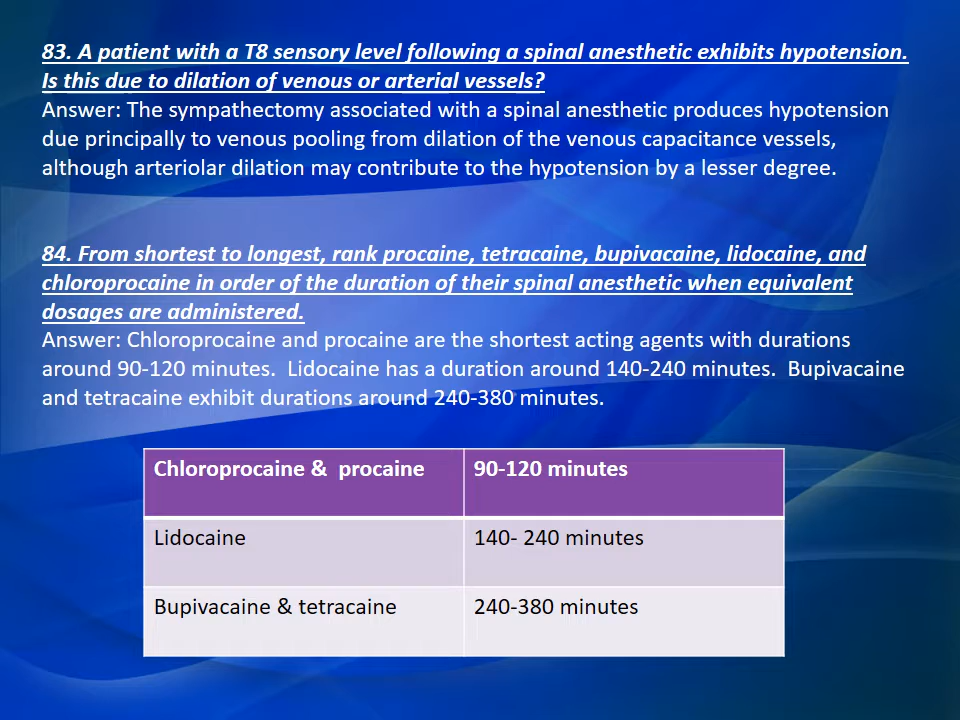 83. A patient with a T8 sensory level following a spinal anesthetic exhibits hypotension.
Is this due to dilation of venous or arterial vessels?
Answer: The sympathectomy associated with a spinal anesthetic produces hypotension
due principally to venous pooling from dilation of the venous capacitance vessels,
although arteriolar dilation may contribute to the hypotension by a lesser degree.
84. From shortest to longest, rank procaine, tetracaine, bupivacaine, lidocaine, and
chloroprocaine in order of the duration of their spinal anesthetic when equivalent
dosages are administered.
Answer: Chloroprocaine and procaine are the shortest acting agents with durations
around 90-120 minutes.  Lidocaine has a duration around 140-240 minutes.  Bupivacaine
and tetracaine exhibit durations around 240-380 minutes.
Chloroprocaine &  procaine 90-120 minutes
Lidocaine 140- 240 minutes
Bupivacaine & tetracaine 240-380 minutes